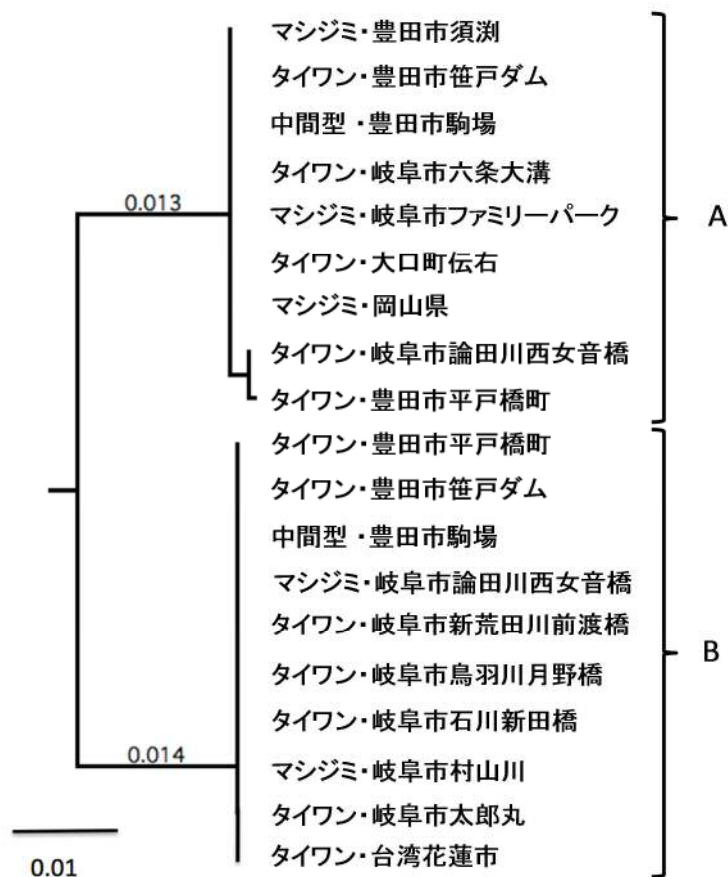 マシジミ・豊田市須渕
タイワン・豊田市笹戸ダム
中間型 ・豊田市駒場
タイワン・岐阜市六条大溝
0.013
マシジミ・岐阜市ファミリーパーク
A
タイワン・大口町伝右
マシジミ・岡山県
タイワン・岐阜市論田川西女音橋
タイワン・豊田市平戸橋町
タイワン・豊田市平戸橋町
タイワン・豊田市笹戸ダム
中間型 ・豊田市駒場
マシジミ・岐阜市論田川西女音橋
タイワン・岐阜市新荒田川前渡橋
B
タイワン・岐阜市鳥羽川月野橋
タイワン・岐阜市石川新田橋
0.014
マシジミ・岐阜市村山川
タイワン・岐阜市太郎丸
タイワン・台湾花蓮市
0.01